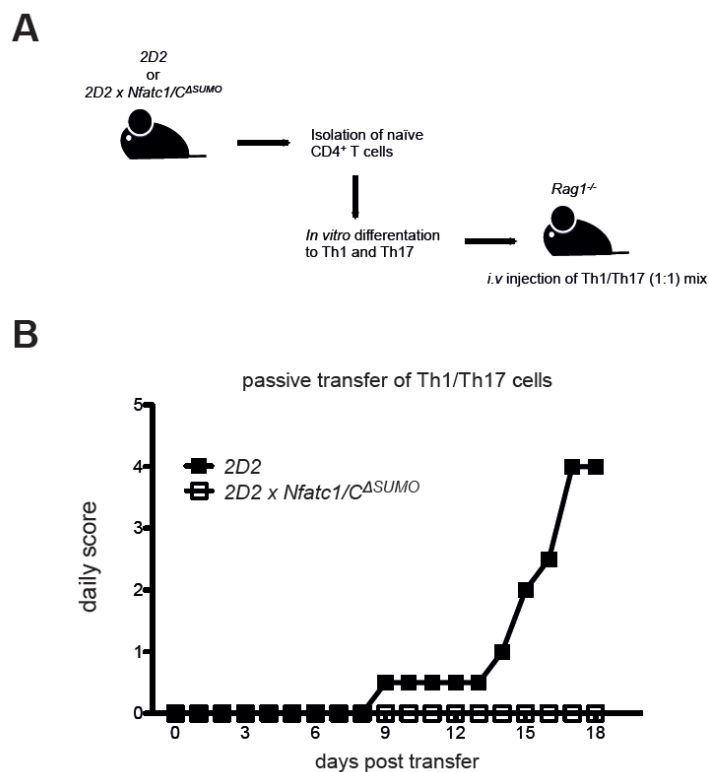 A
2D2
or
2D2 x Nfatc1/C^ΔSUMO
Isolation of naïve
CD4⁺ T cells
Rag1⁻/⁻
In vitro differentation
to Th1 and Th17
i.v injection of Th1/Th17 (1:1) mix
B
passive transfer of Th1/Th17 cells
5
4
3
2
1
0
daily score
2D2
2D2 x Nfatc1/C^ΔSUMO
0 3 6 9 12 15 18
days post transfer